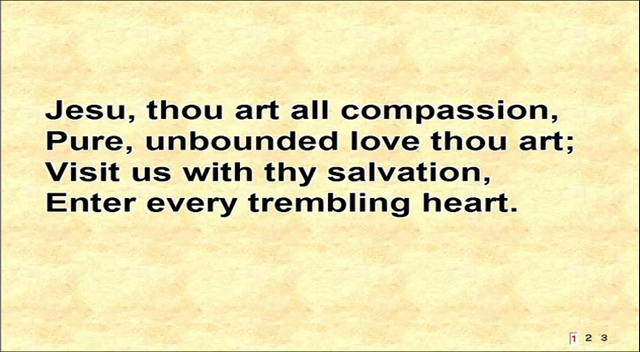 Jesu, thou art all compassion,
Pure, unbounded love thou art;
Visit us with thy salvation,
Enter every trembling heart.
1 2 3